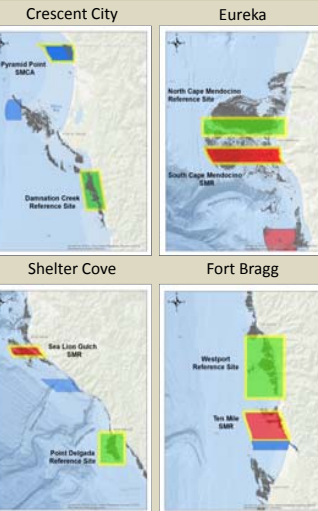 Crescent City
Pyramid Point
SMCA
Damnation Creek
Reference Site
Eureka
North Cape Mendocino
Reference Site
South Cape Mendocino
SMR
Shelter Cove
Sea Lion Gulch
SMR
Point Delgada
Reference Site
Fort Bragg
Westport
Reference Site
Ten Mile
SMR